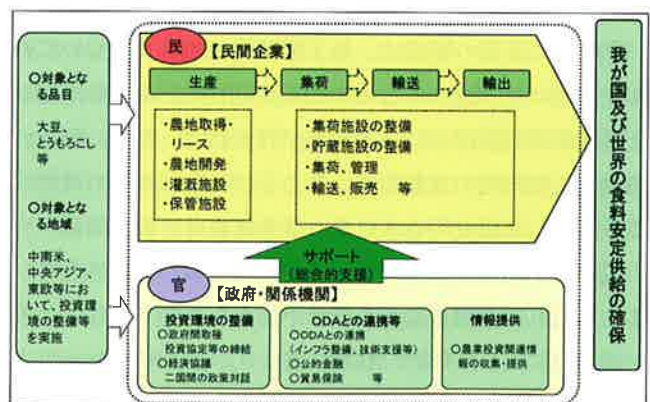 ○対象とな
る品目
大豆、
とうもろこし
等
○対象とな
る地域
中南米、
中央アジア、
東欧等にお
いて、投資環
境の整備等
を実施
民
【民間企業】
生産
集荷
輸送
輸出
・農地取得・
リース
・農地開発
・灌漑施設
・保管施設
・集荷施設の整備
・貯蔵施設の整備
・集荷、管理
・輸送、販売 等
サポート
(総合的支援)
官
【政府・関係機関】
投資環境の整備
○政府間取極
投資協定等の締結
○経済協議
二国間の政策対話
ODAとの連携等
○ODAとの連携
(インフラ整備、技術支援等)
○公的金融
○貿易保険 等
情報提供
○農業投資関連情
報の収集・提供
我が国及び世界の食料安定供給の確保